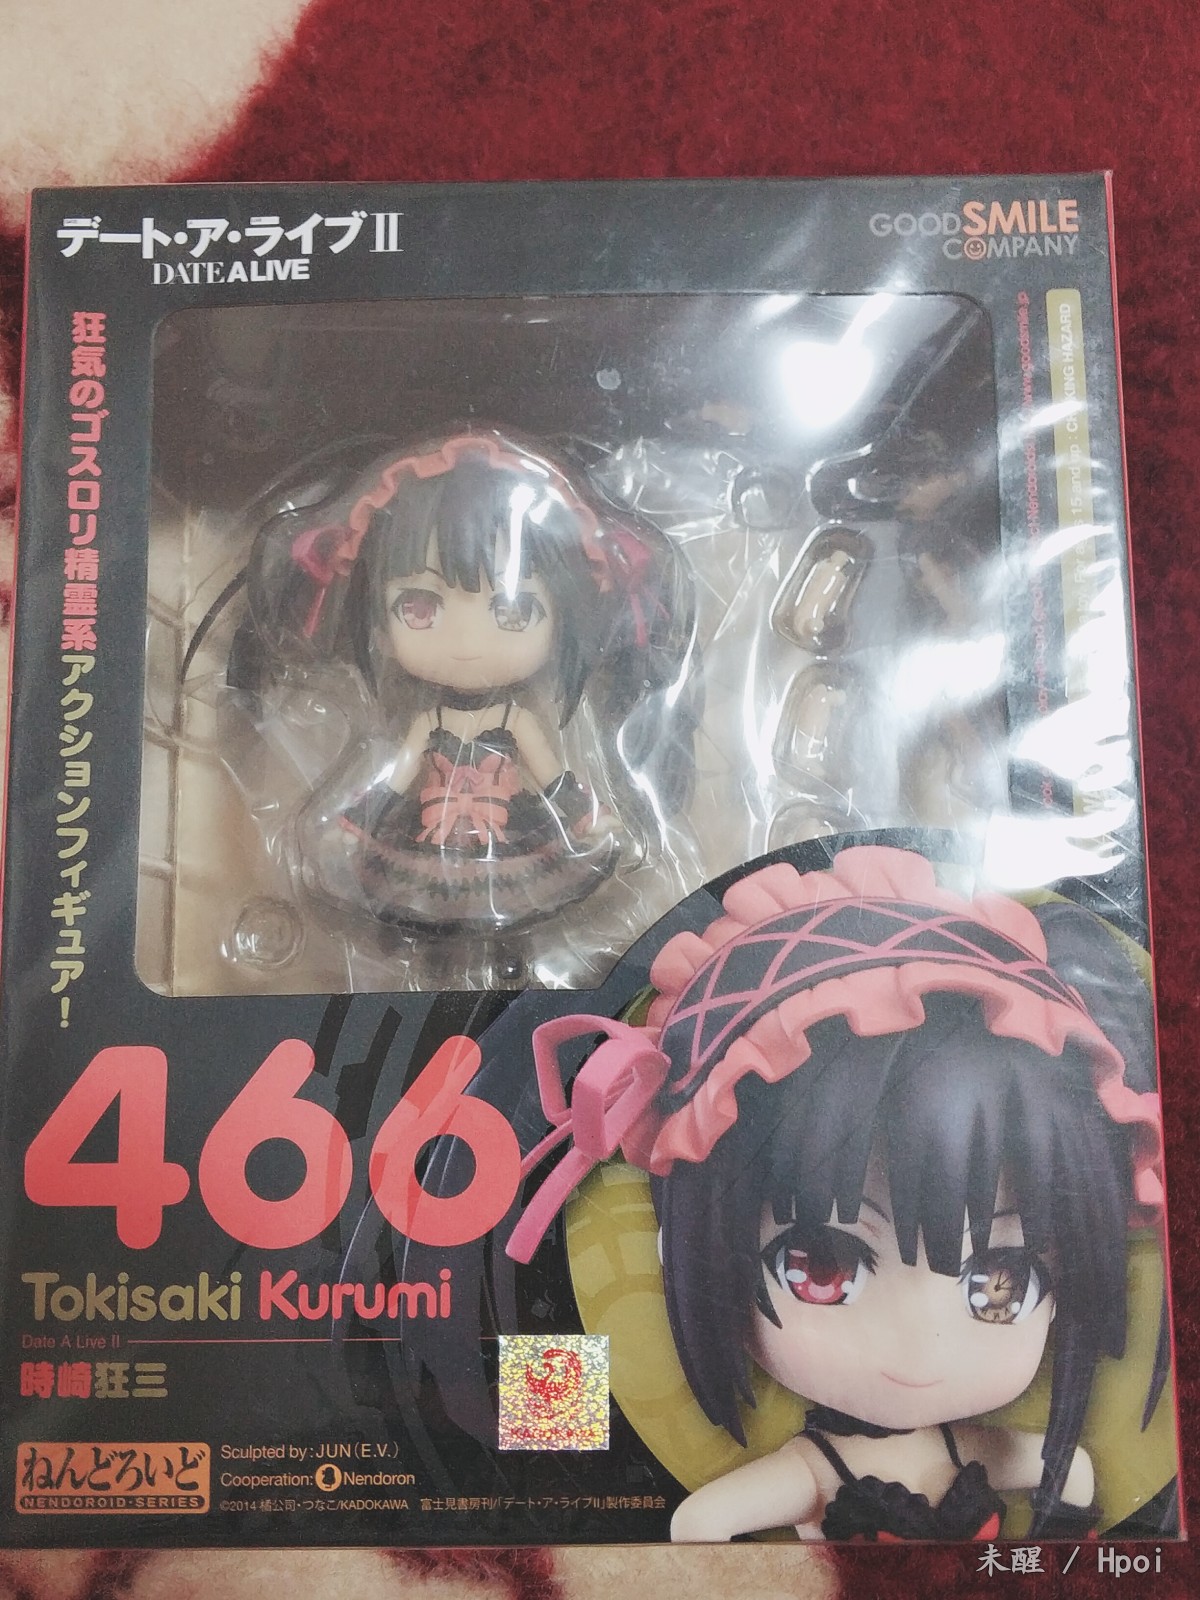 デート・ア・ライブII
DATE A LIVE
GOOD SMILE
COMPANY
狂気のゴスロリ精霊系アクションフィギュア!
www.goodsmile.jp
466
Tokisaki Kurumi
Date A Live II
時崎狂三
KADOKAWA
ねんどろいど
NENDOROID-SERIES
Sculpted by:JUN(E.V.)
Cooperation: Nendoron
©2014 橘公司・つなこ/KADOKAWA 富士見書房刊/「デート・ア・ライブII」製作委員会
未醒 / Hpoi